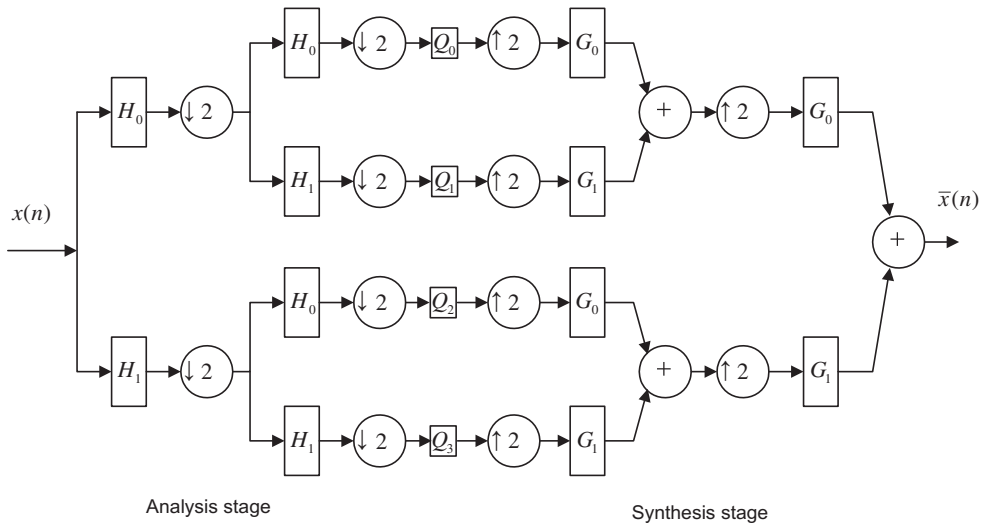 H₀ ↓ 2 Q₀ ↑ 2 G₀
H₀ ↓ 2 + ↑ 2 G₀
H₁ ↓ 2 Q₁ ↑ 2 G₁
x(n) x̅(n)
+
H₀ ↓ 2 Q₂ ↑ 2 G₀
H₁ ↓ 2 + ↑ 2 G₁
H₁ ↓ 2 Q₃ ↑ 2 G₁
Analysis stage Synthesis stage